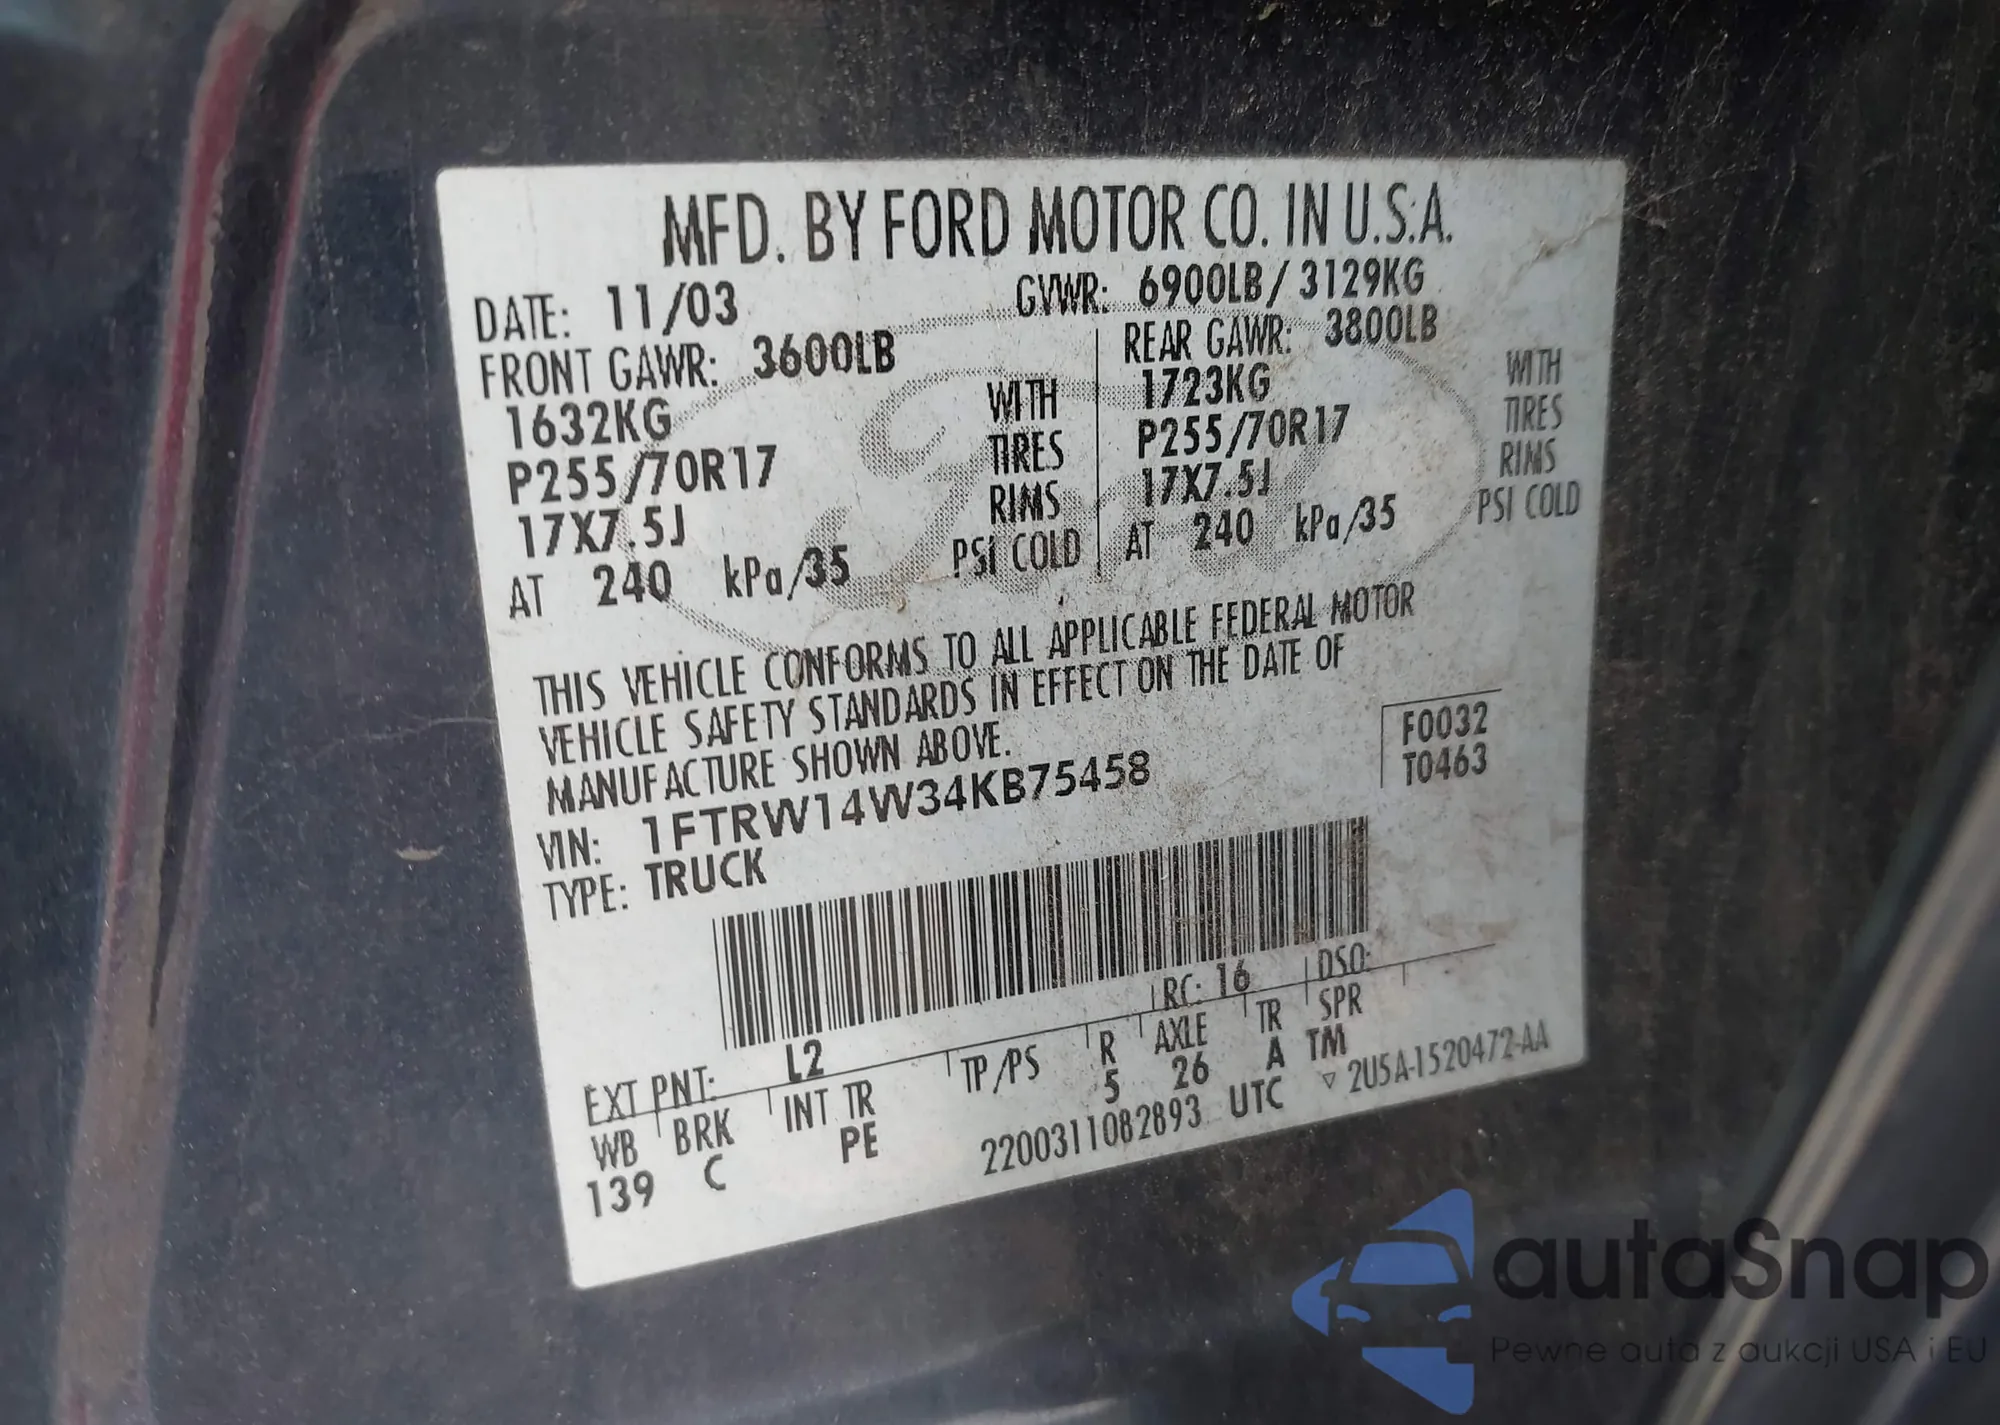 MFD. BY FORD MOTOR CO. IN U.S.A.
DATE: 11/03 GVWR: 6900LB/ 3129KG
FRONT GAWR: 3600LB REAR GAWR: 3800LB
1632KG WITH 1723KG WITH
P255/70R17 TIRES P255/70R17 TIRES
17X7.5J RIMS 17X7.5J RIMS
AT 240 kPa/35 PSI COLD AT 240 kPa/35 PSI COLD
THIS VEHICLE CONFORMS TO ALL APPLICABLE FEDERAL MOTOR
VEHICLE SAFETY STANDARDS IN EFFECT ON THE DATE OF
MANUFACTURE SHOWN ABOVE.
F0032
T0463
VIN: 1FTRW14W34KB75458
TYPE: TRUCK
EXT PNT: L2 RC: 16 DSO:
WB BRK INT TR TP/PS R AXLE TR SPR
139 C PE 5 26 A TM
2200311082893 UTC ▽ 2U5A-1520472-AA
Ford
autaSnap
Pewne auta z aukcji USA i EU